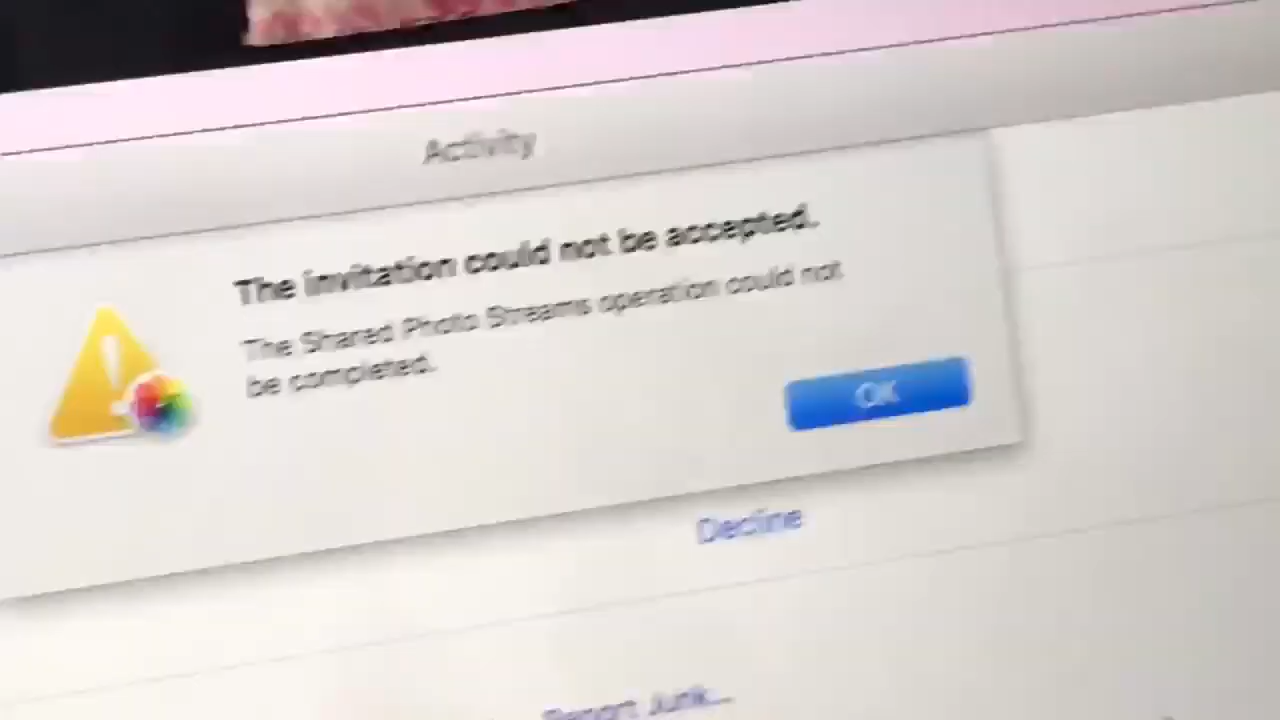 Activity
The invitation could not be accepted.
The Shared Photo Streams operation could not
be completed.
OK
Decline
Report Junk...